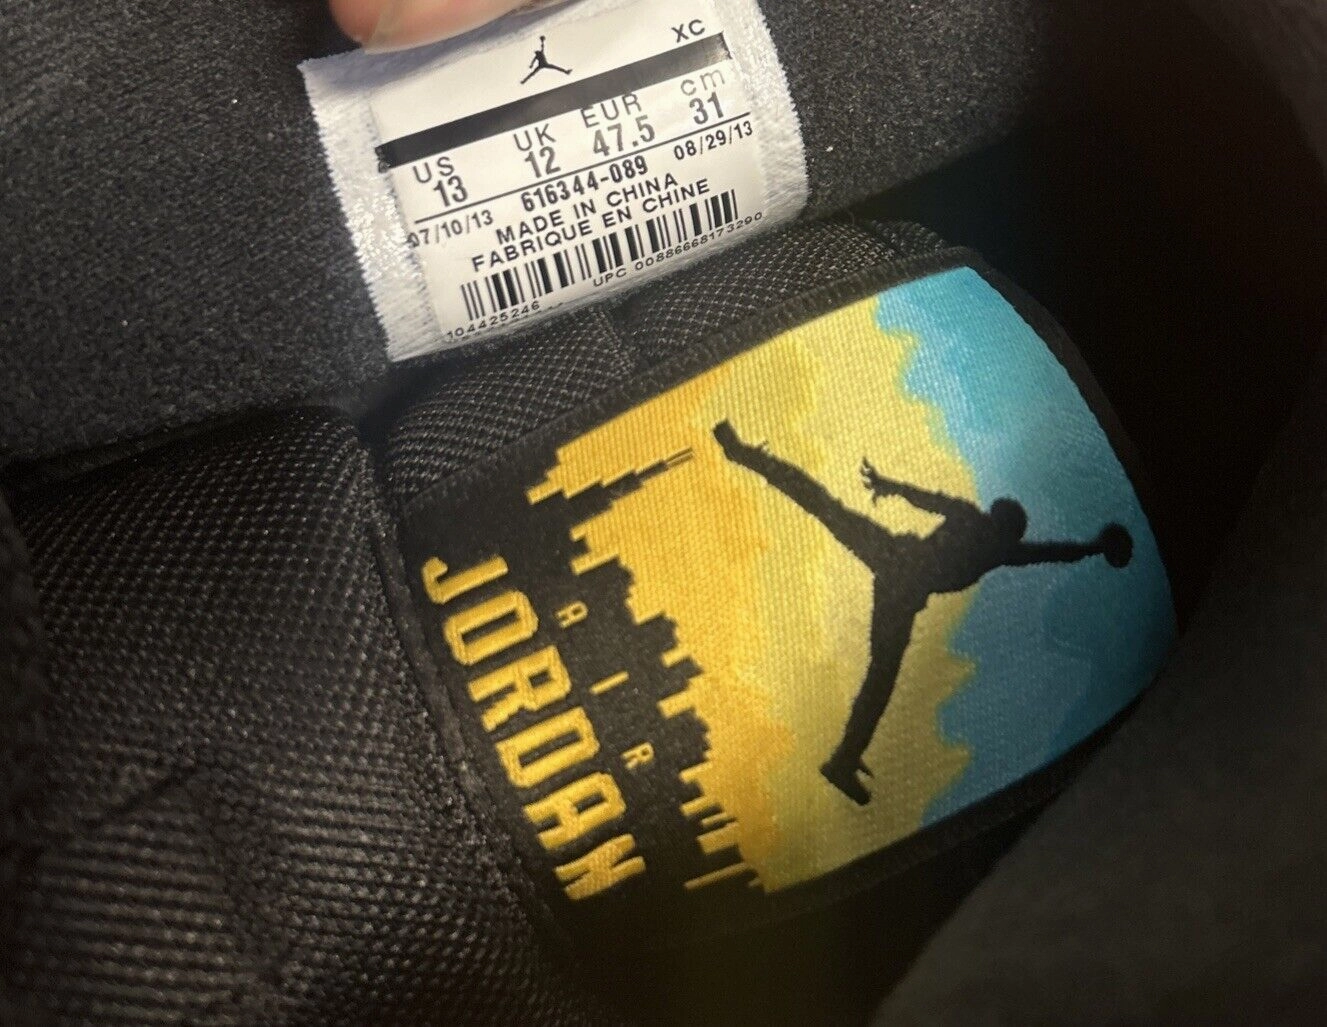 XC
US UK EUR cm
13 12 47.5 31
07/10/13 616344-089 08/29/13
MADE IN CHINA
FABRIQUE EN CHINE
UPC 00886668173290
104425246
AIR
JORDAN